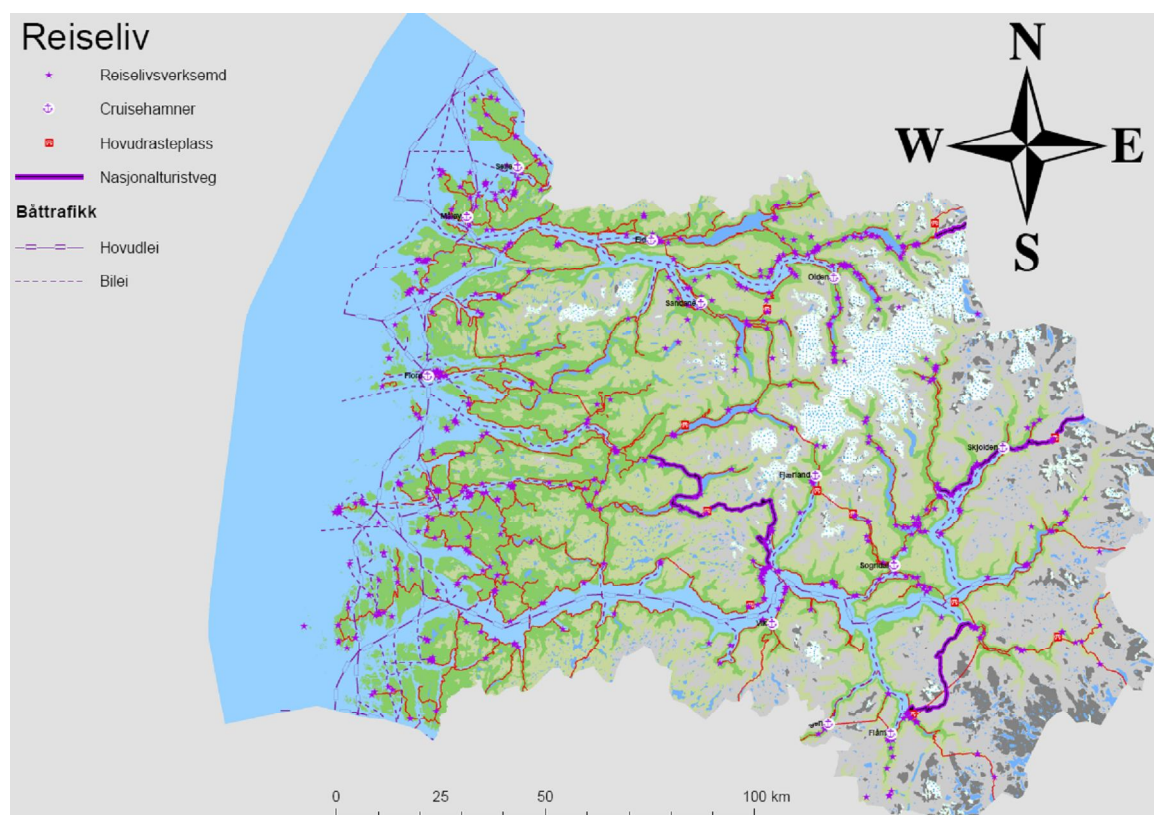 Reiseliv
Reiselivsverksemd
Cruisehamner
Hovudrasteplass
Nasjonalturistveg
Båttrafikk
Hovudlei
Bilei
N
W E
S
Selje
Måløy
Eid
Olden
Sandane
Florø
Skjolden
Fjærland
Sogndal
Vik
Flåm
0 25 50 100 km